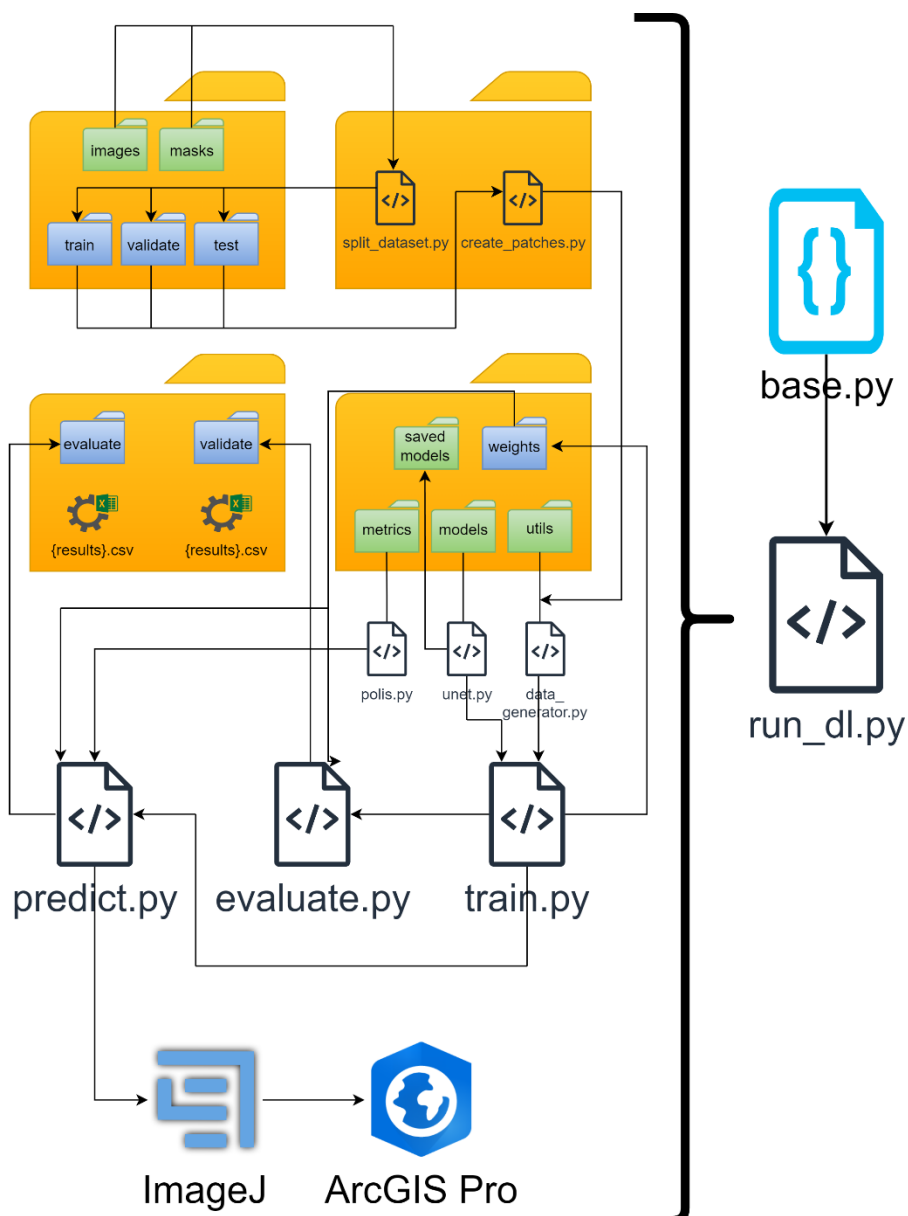 images
masks
train
validate
test
</>
split_dataset.py
</>
create_patches.py
{}
base.py
evaluate
validate
{results}.csv
{results}.csv
saved
models
weights
metrics
models
utils
</>
polis.py
</>
unet.py
</>
data_
generator.py
</>
run_dl.py
</>
predict.py
</>
evaluate.py
</>
train.py
ImageJ
ArcGIS Pro